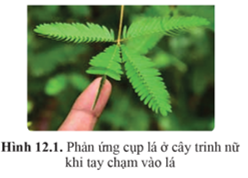 Hình 12.1. Phản ứng cụp lá ở cây trinh nữ
khi tay chạm vào lá